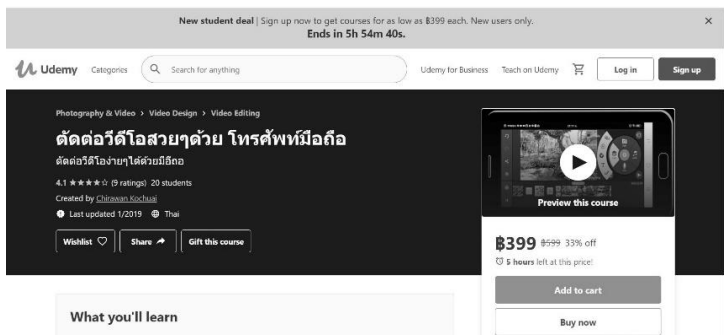 New student deal | Sign up now to get courses for as low as ฿399 each. New users only.
Ends in 5h 54m 40s.
Udemy Categories Search for anything Udemy for Business Teach on Udemy Log in Sign up
Photography & Video > Video Design > Video Editing
ตัดต่อวีดีโอสวยๆด้วย โทรศัพท์มือถือ
ตัดต่อวีดีโอง่ายๆได้ด้วยมือถือ
4.1 ★★★★☆ (9 ratings) 20 students
Created by Chirawan Kochuai
Last updated 1/2019 Thai
Wishlist Share Gift this course
Preview this course
฿399 ฿599 33% off
5 hours left at this price!
Add to cart
Buy now
What you'll learn